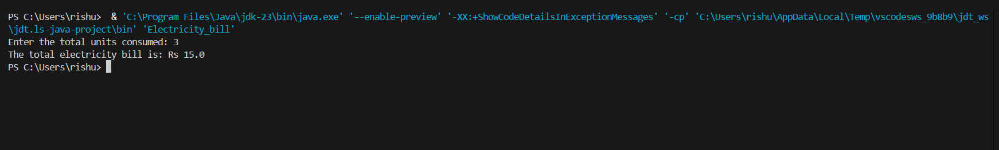 PS C:\Users\rishu>  & 'C:\Program Files\Java\jdk-23\bin\java.exe' '--enable-preview' '-XX:+ShowCodeDetailsInExceptionMessages' '-cp' 'C:\Users\rishu\AppData\Local\Temp\vscodesws_9b8b9\jdt_ws
\jdt.ls-java-project\bin' 'Electricity_bill'
Enter the total units consumed: 3
The total electricity bill is: Rs 15.0
PS C:\Users\rishu>